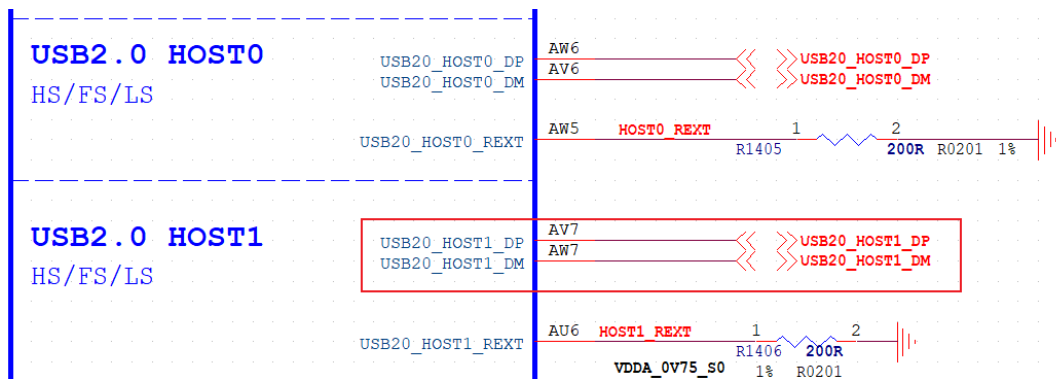 USB2.0 HOST0
HS/FS/LS
USB20_HOST0_DP AW6 USB20_HOST0_DP
USB20_HOST0_DM AV6 USB20_HOST0_DM
USB20_HOST0_REXT AW5 HOST0_REXT 1 2
R1405 200R R0201 1%
USB2.0 HOST1
HS/FS/LS
USB20_HOST1_DP AV7 USB20_HOST1_DP
USB20_HOST1_DM AW7 USB20_HOST1_DM
USB20_HOST1_REXT AU6 HOST1_REXT 1 2
R1406 200R
VDDA_0V75_S0 1% R0201